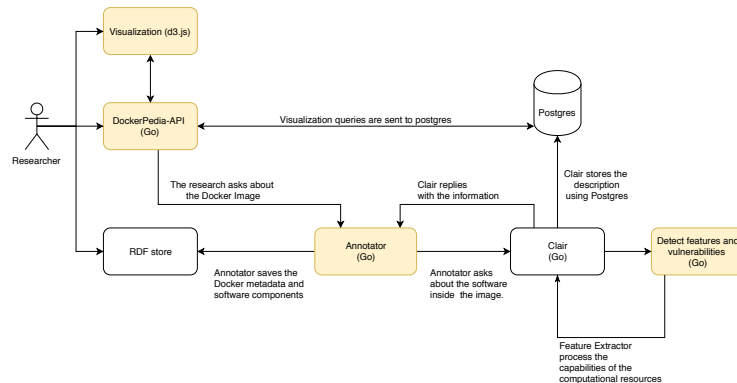 Visualization (d3.js)
DockerPedia-API
(Go)
Researcher
Visualization queries are sent to postgres
Postgres
The research asks about
the Docker Image
Clair replies
with the information
Clair stores the
description
using Postgres
RDF store
Annotator
(Go)
Clair
(Go)
Detect features and
vulnerabilities
(Go)
Annotator saves the
Docker metadata and
software components
Annotator asks
about the software
inside the image.
Feature Extractor
process the
capabilities of the
computational resources